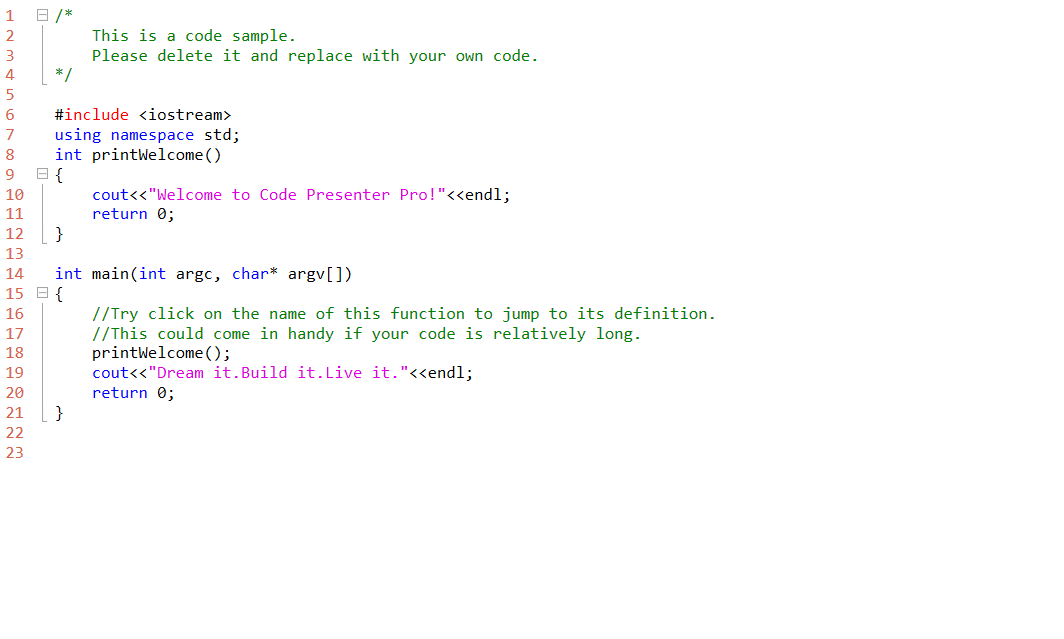 1 /*
2     This is a code sample.
3     Please delete it and replace with your own code.
4 */
5
6 #include <iostream>
7 using namespace std;
8 int printWelcome()
9 {
10     cout<<"Welcome to Code Presenter Pro!"<<endl;
11     return 0;
12 }
13
14 int main(int argc, char* argv[])
15 {
16     //Try click on the name of this function to jump to its definition.
17     //This could come in handy if your code is relatively long.
18     printWelcome();
19     cout<<"Dream it.Build it.Live it."<<endl;
20     return 0;
21 }
22
23